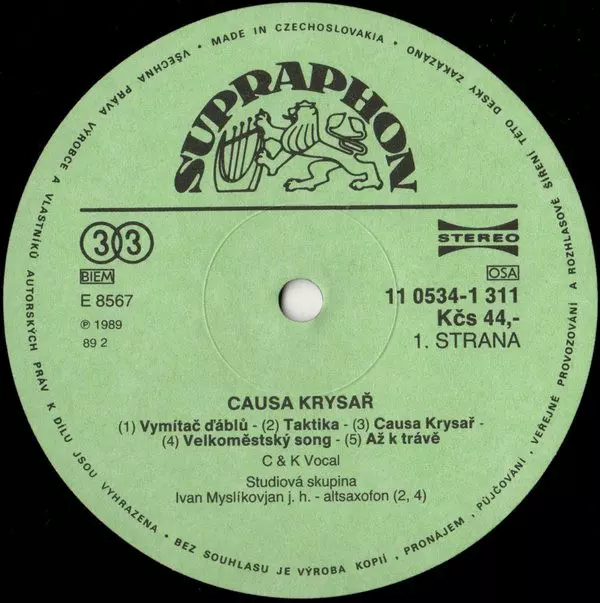 VŠECHNA PRÁVA VÝROBCE A VLASTNÍKŮ AUTORSKÝCH PRÁV K DÍLU JSOU VYHRAZENA • BEZ SOUHLASU JE VÝROBA KOPIÍ, PRONÁJEM, PŮJČOVÁNÍ, VEŘEJNÉ PROVOZOVÁNÍ A ROZHLASOVÉ ŠÍŘENÍ TÉTO DESKY ZAKÁZÁNO • MADE IN CZECHOSLOVAKIA •
SUPRAPHON
33
STEREO
BIEM
OSA
E 8567
11 0534-1 311
Kčs 44,-
℗ 1989
1. STRANA
89 2
CAUSA KRYSAŘ
(1) Vymítač ďáblů - (2) Taktika - (3) Causa Krysař -
(4) Velkoměstský song - (5) Až k trávě
C & K Vocal
Studiová skupina
Ivan Myslíkovjan j. h. - altsaxofon (2, 4)